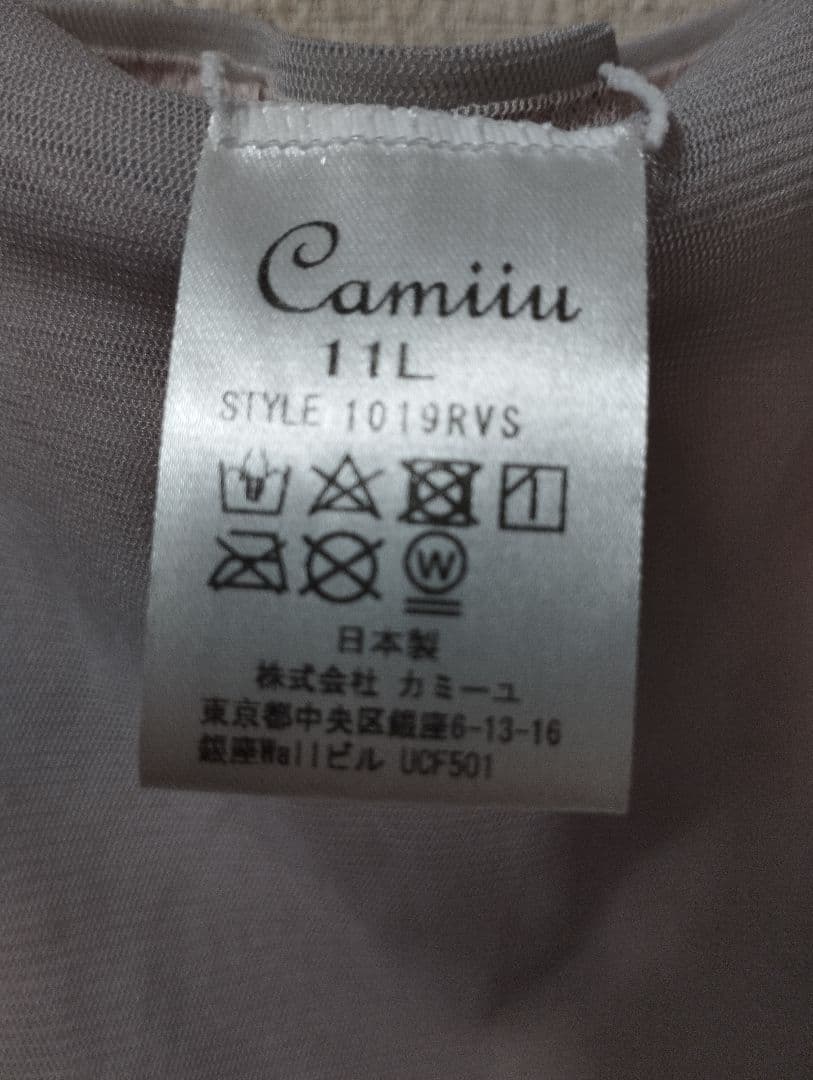 Camiiu
11L
STYLE 1019RVS
W
日本製
株式会社 カミーユ
東京都中央区銀座6-13-16
銀座Wallビル UCF501